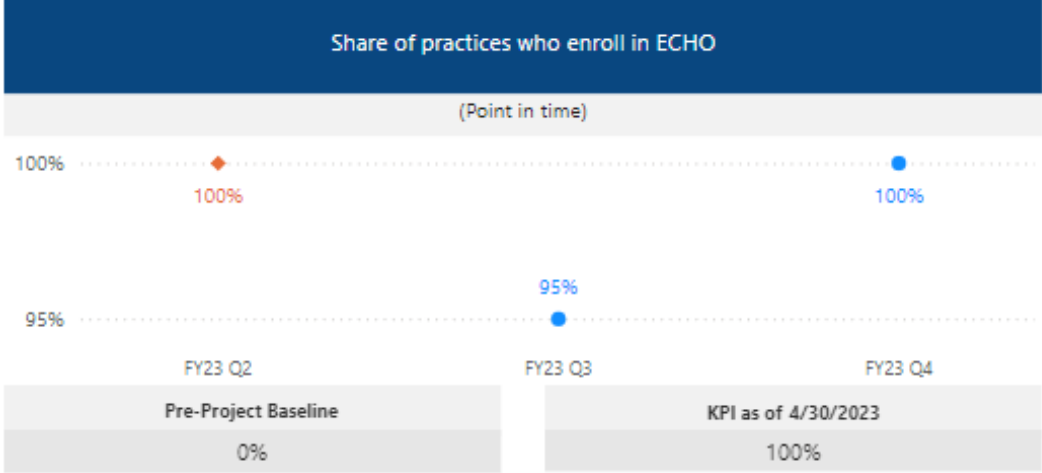 Share of practices who enroll in ECHO
(Point in time)
100%
100%
100%
95%
95%
FY23 Q2 FY23 Q3 FY23 Q4
Pre-Project Baseline KPI as of 4/30/2023
0% 100%